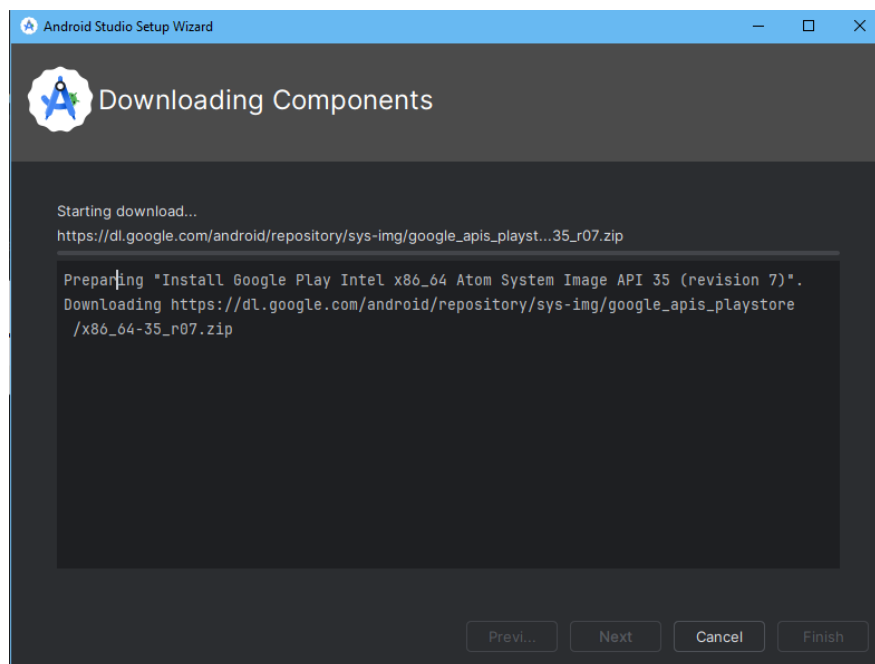 Android Studio Setup Wizard
Downloading Components
Starting download...
https://dl.google.com/android/repository/sys-img/google_apis_playst...35_r07.zip
Preparing "Install Google Play Intel x86_64 Atom System Image API 35 (revision 7)".
Downloading https://dl.google.com/android/repository/sys-img/google_apis_playstore
/x86_64-35_r07.zip
Previ... Next Cancel Finish